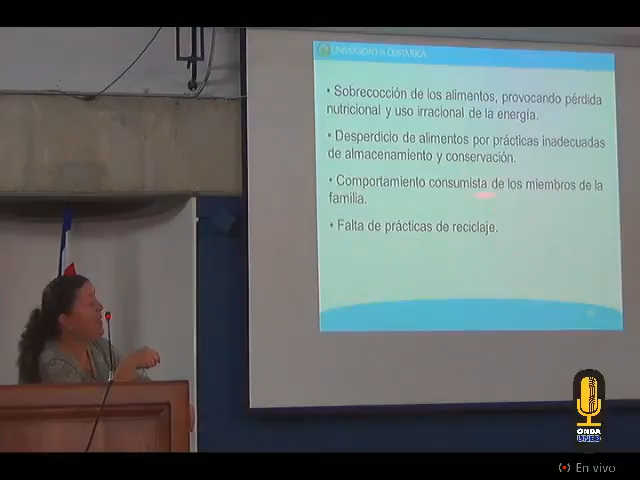 UNIVERSIDAD DE COSTA RICA
• Sobrecocción de los alimentos, provocando pérdida
nutricional y uso irracional de la energía.
• Desperdicio de alimentos por prácticas inadecuadas
de almacenamiento y conservación.
• Comportamiento consumista de los miembros de la
familia.
• Falta de prácticas de reciclaje.
ONDA
UNED
En vivo